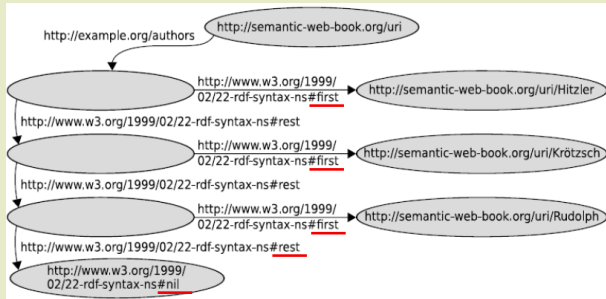 http://semantic-web-book.org/uri
http://example.org/authors
http://www.w3.org/1999/
02/22-rdf-syntax-ns#first
http://semantic-web-book.org/uri/Hitzler
http://www.w3.org/1999/02/22-rdf-syntax-ns#rest
http://www.w3.org/1999/
02/22-rdf-syntax-ns#first
http://semantic-web-book.org/uri/Krötzsch
http://www.w3.org/1999/02/22-rdf-syntax-ns#rest
http://www.w3.org/1999/
02/22-rdf-syntax-ns#first
http://semantic-web-book.org/uri/Rudolph
http://www.w3.org/1999/02/22-rdf-syntax-ns#rest
http://www.w3.org/1999/
02/22-rdf-syntax-ns#nil